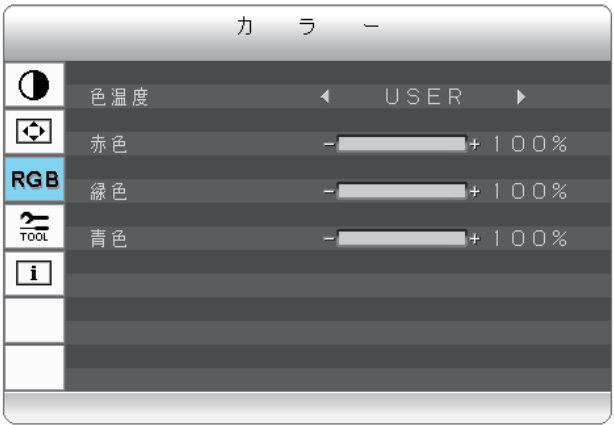 カラー
色温度 USER
赤色 - + 100%
RGB
緑色 - + 100%
TOOL
青色 - + 100%
i